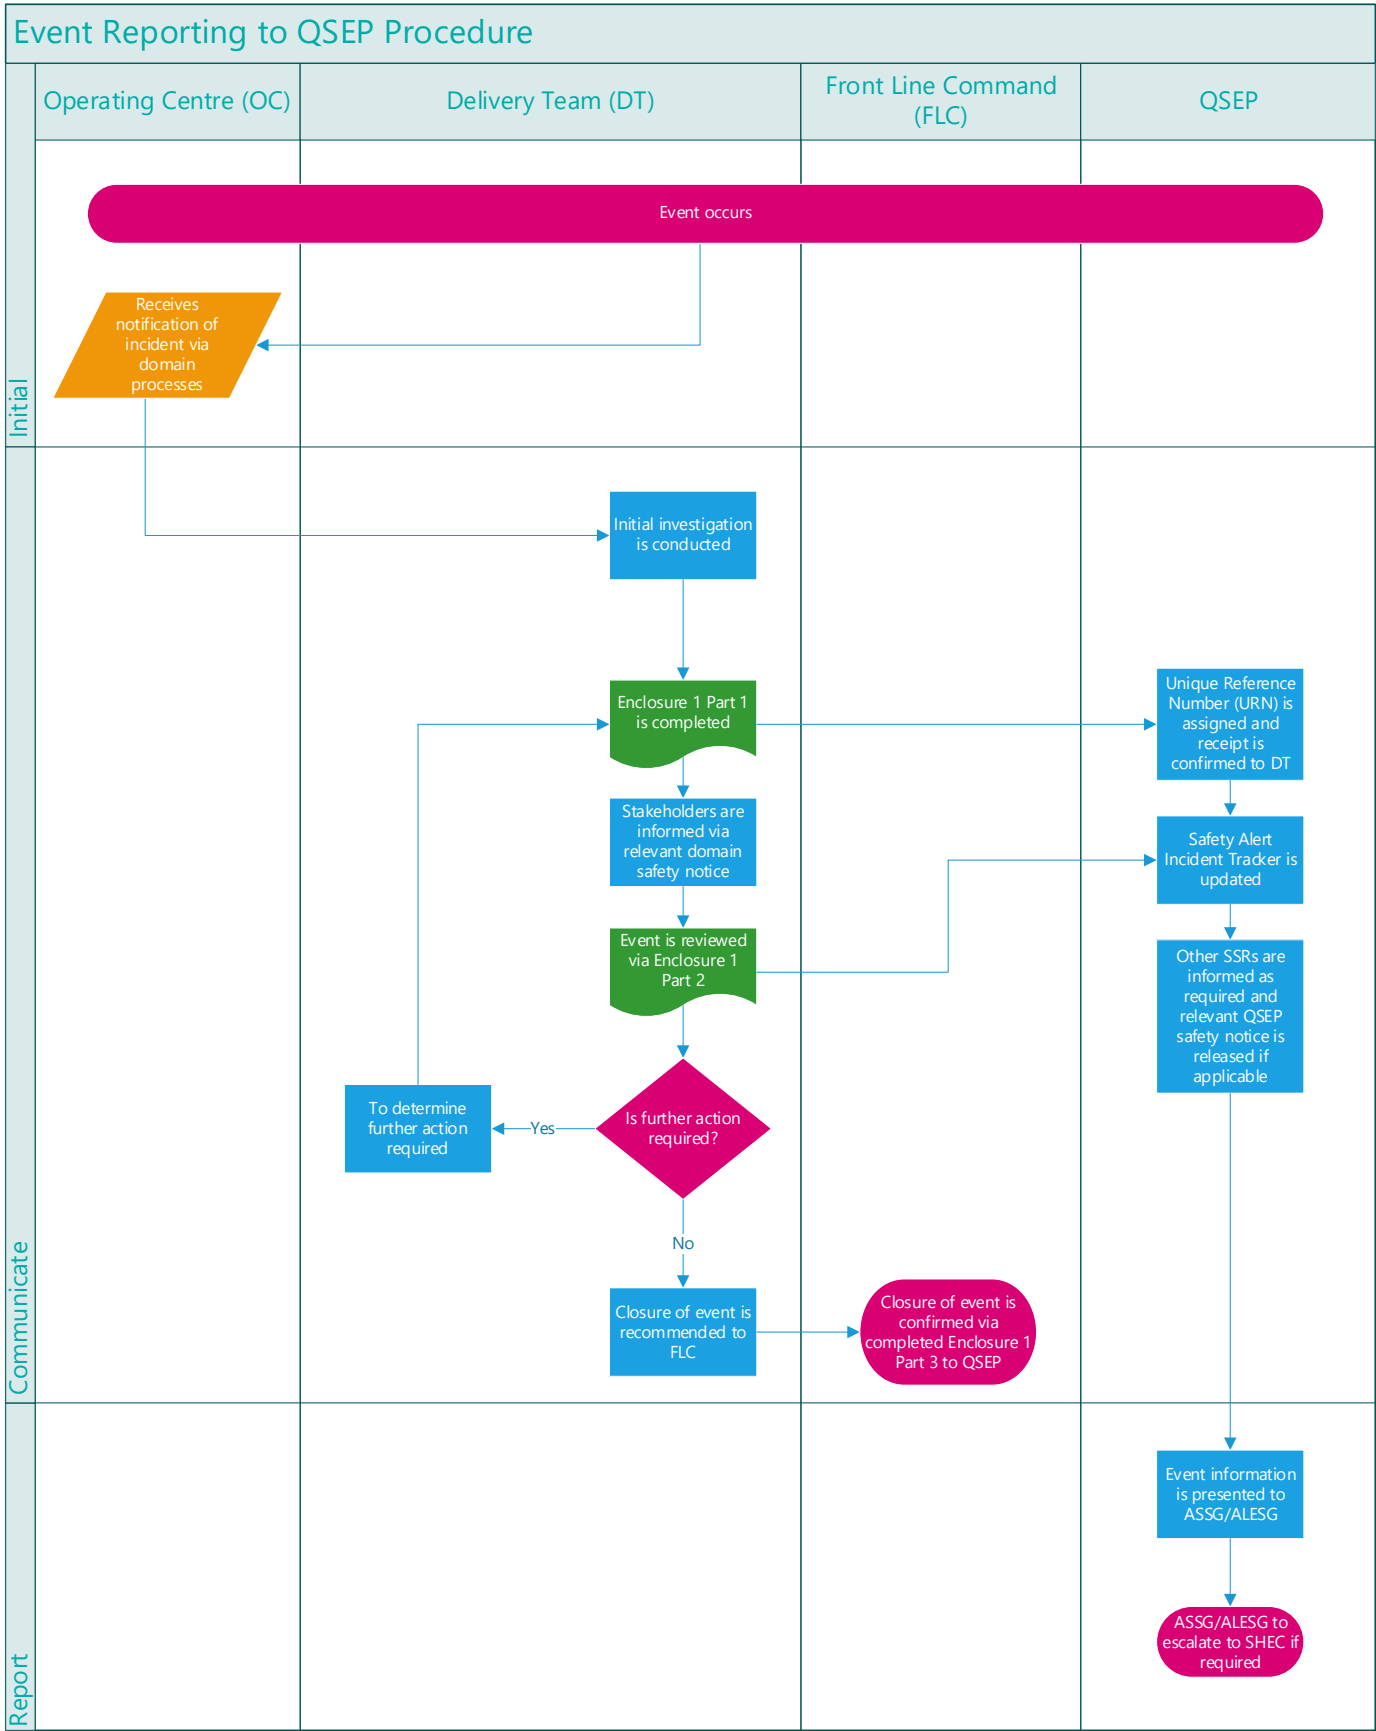 Event Reporting to QSEP Procedure
Operating Centre (OC)
Delivery Team (DT)
Front Line Command
(FLC)
QSEP
Initial
Event occurs
Receives
notification of
incident via
domain
processes
Communicate
Initial investigation
is conducted
Enclosure 1 Part 1
is completed
Unique Reference
Number (URN) is
assigned and
receipt is
confirmed to DT
Stakeholders are
informed via
relevant domain
safety notice
Safety Alert
Incident Tracker is
updated
Event is reviewed
via Enclosure 1
Part 2
Other SSRs are
informed as
required and
relevant QSEP
safety notice is
released if
applicable
Is further action
required?
Yes
To determine
further action
required
No
Closure of event is
recommended to
FLC
Closure of event is
confirmed via
completed Enclosure 1
Part 3 to QSEP
Report
Event information
is presented to
ASSG/ALESG
ASSG/ALESG to
escalate to SHEC if
required